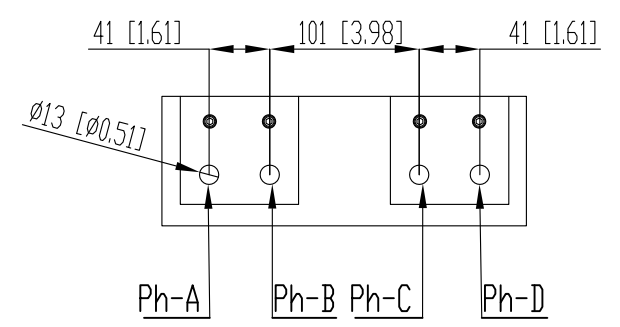 41 [1.61] 101 [3.98] 41 [1.61]
Ø13 [Ø0.51]
Ph-A Ph-B Ph-C Ph-D